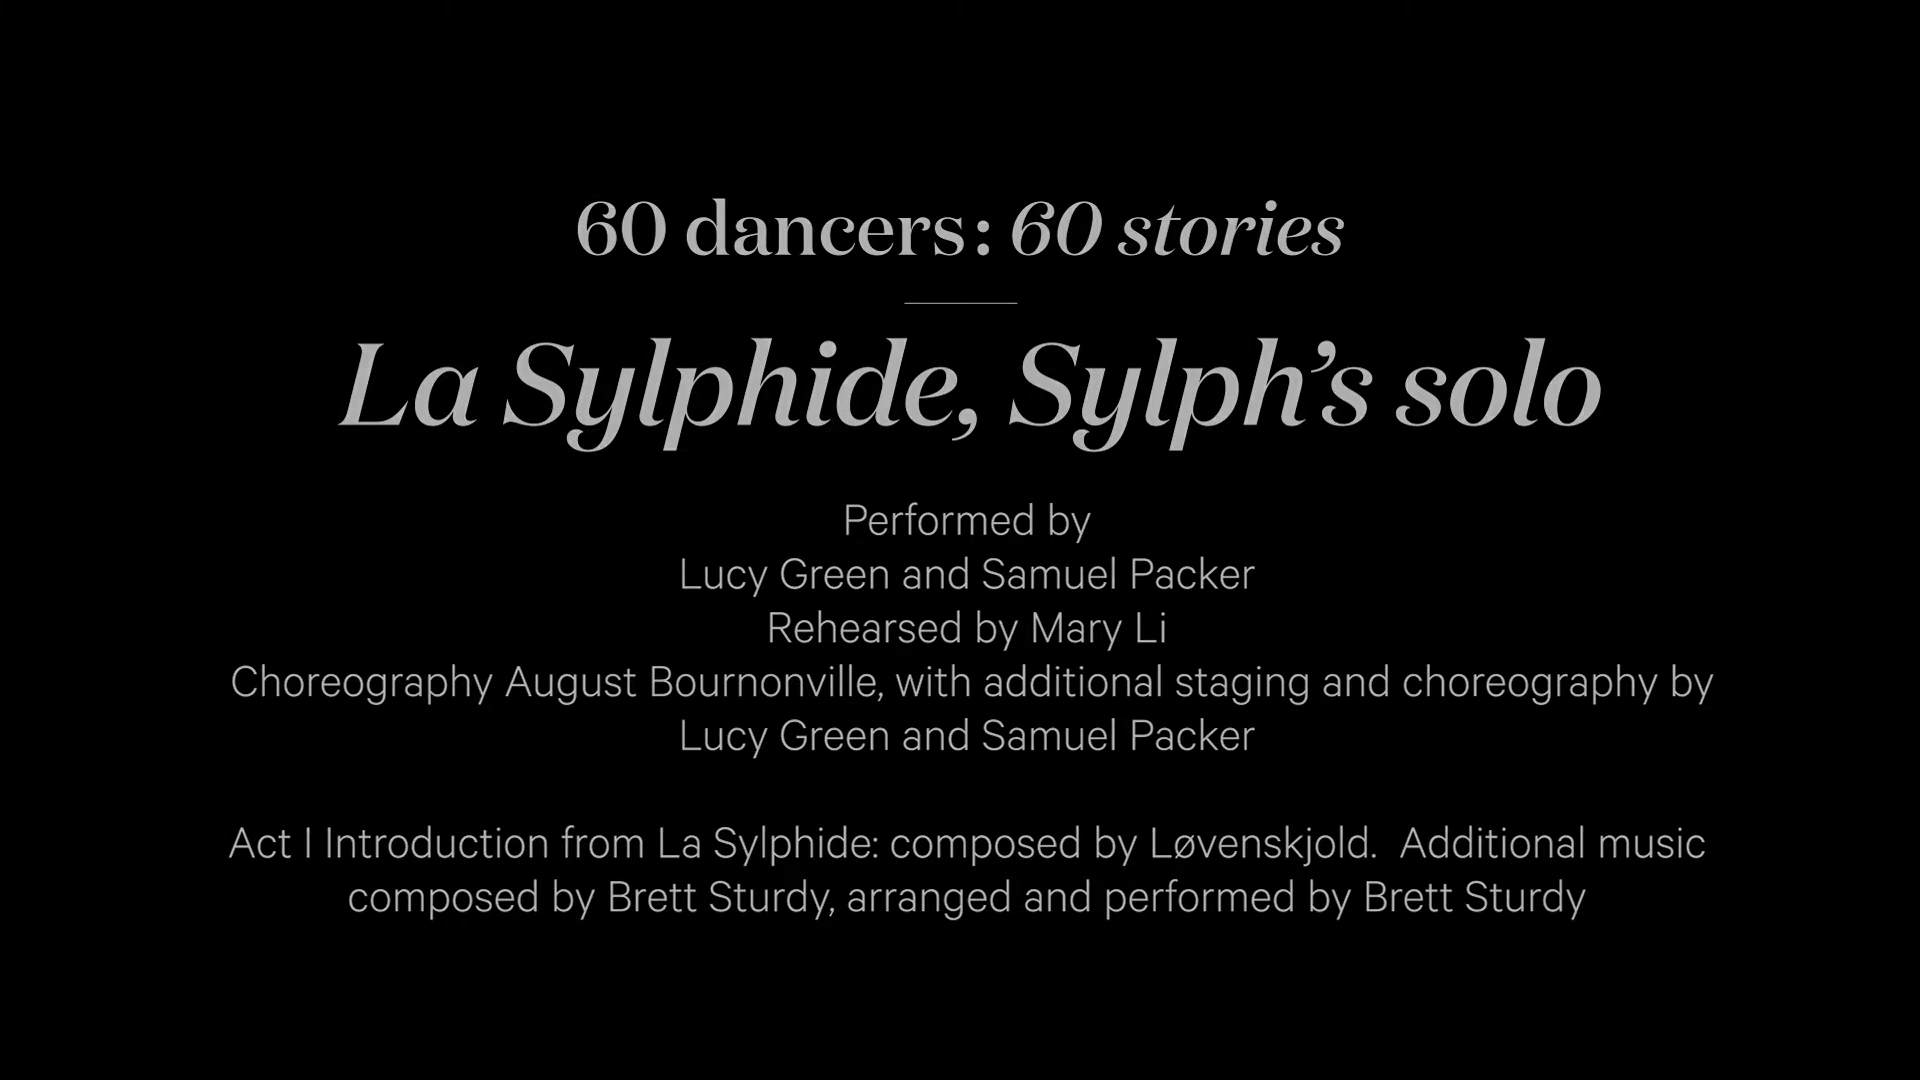 60 dancers: 60 stories
La Sylphide, Sylph’s solo
Performed by
Lucy Green and Samuel Packer
Rehearsed by Mary Li
Choreography August Bournonville, with additional staging and choreography by
Lucy Green and Samuel Packer
Act I Introduction from La Sylphide: composed by Løvenskjold.  Additional music
composed by Brett Sturdy, arranged and performed by Brett Sturdy